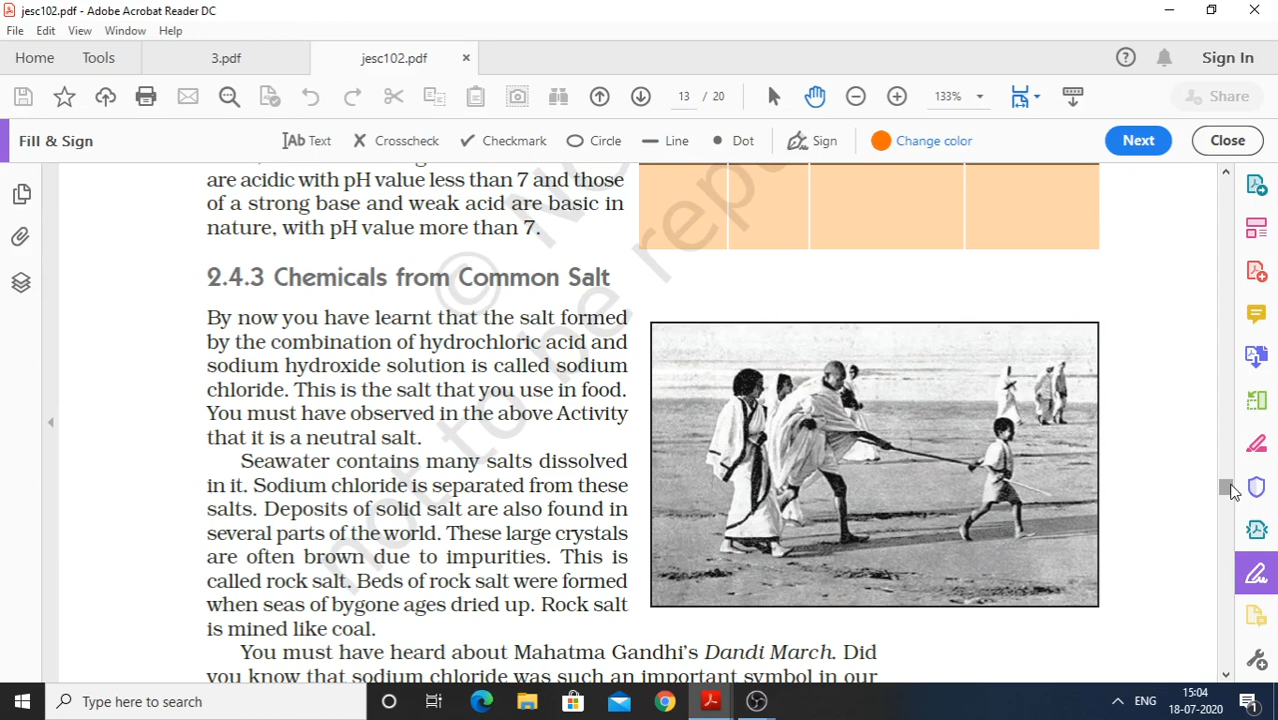 jesc102.pdf - Adobe Acrobat Reader DC
File Edit View Window Help
Home Tools 3.pdf jesc102.pdf × ? Sign In
13 / 20 133% Share
Fill & Sign Ab Text Crosscheck Checkmark Circle Line Dot Sign Change color Next Close
are acidic with pH value less than 7 and those
of a strong base and weak acid are basic in
nature, with pH value more than 7.
2.4.3 Chemicals from Common Salt
By now you have learnt that the salt formed
by the combination of hydrochloric acid and
sodium hydroxide solution is called sodium
chloride. This is the salt that you use in food.
You must have observed in the above Activity
that it is a neutral salt.
Seawater contains many salts dissolved
in it. Sodium chloride is separated from these
salts. Deposits of solid salt are also found in
several parts of the world. These large crystals
are often brown due to impurities. This is
called rock salt. Beds of rock salt were formed
when seas of bygone ages dried up. Rock salt
is mined like coal.
You must have heard about Mahatma Gandhi's Dandi March. Did
you know that sodium chloride was such an important symbol in our
not to be repu
© N
Type here to search
ENG 15:04
18-07-2020
1